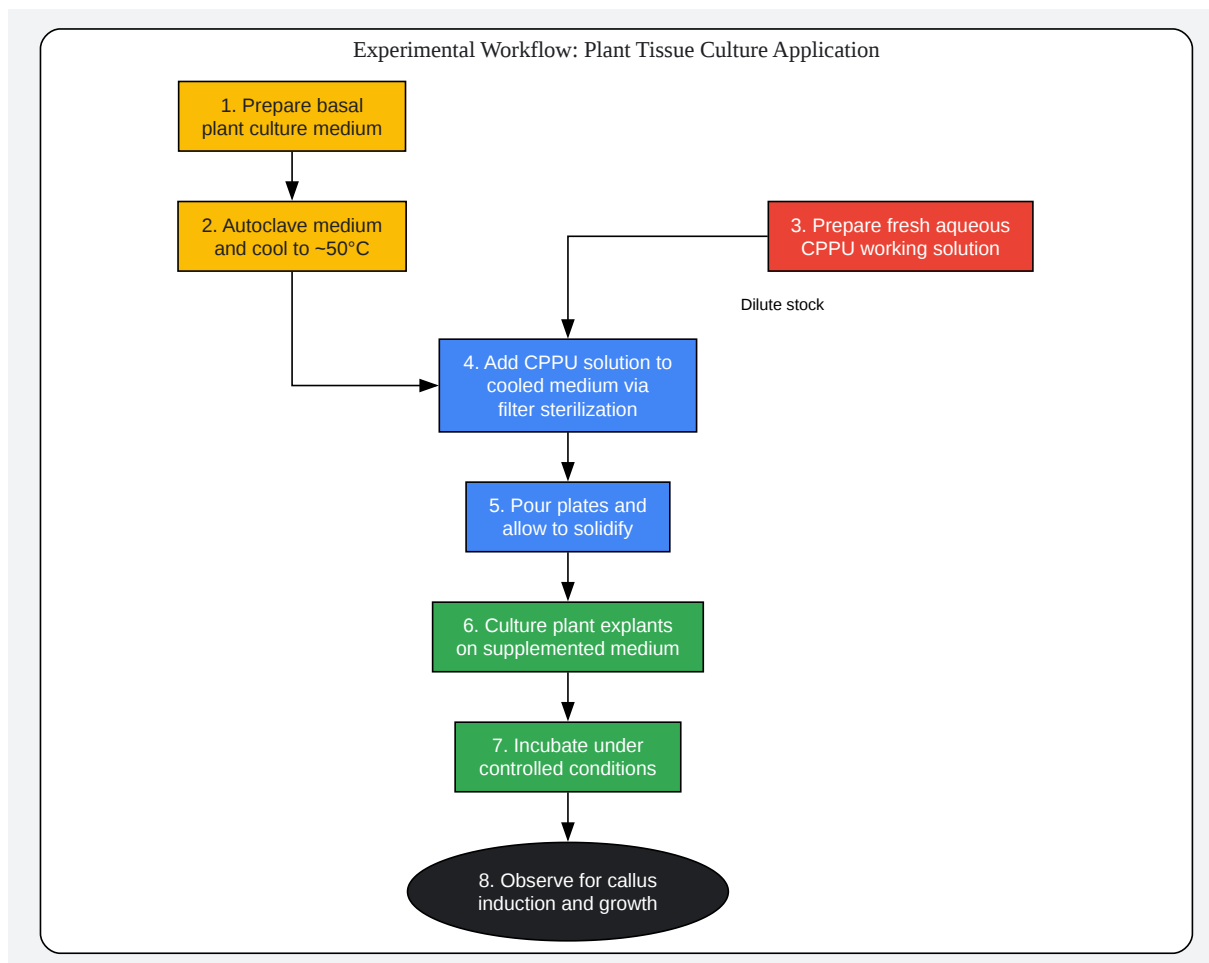 Experimental Workflow: Plant Tissue Culture Application
1. Prepare basal
plant culture medium
2. Autoclave medium
and cool to ~50°C
3. Prepare fresh aqueous
CPPU working solution
Dilute stock
4. Add CPPU solution to
cooled medium via
filter sterilization
5. Pour plates and
allow to solidify
6. Culture plant explants
on supplemented medium
7. Incubate under
controlled conditions
8. Observe for callus
induction and growth